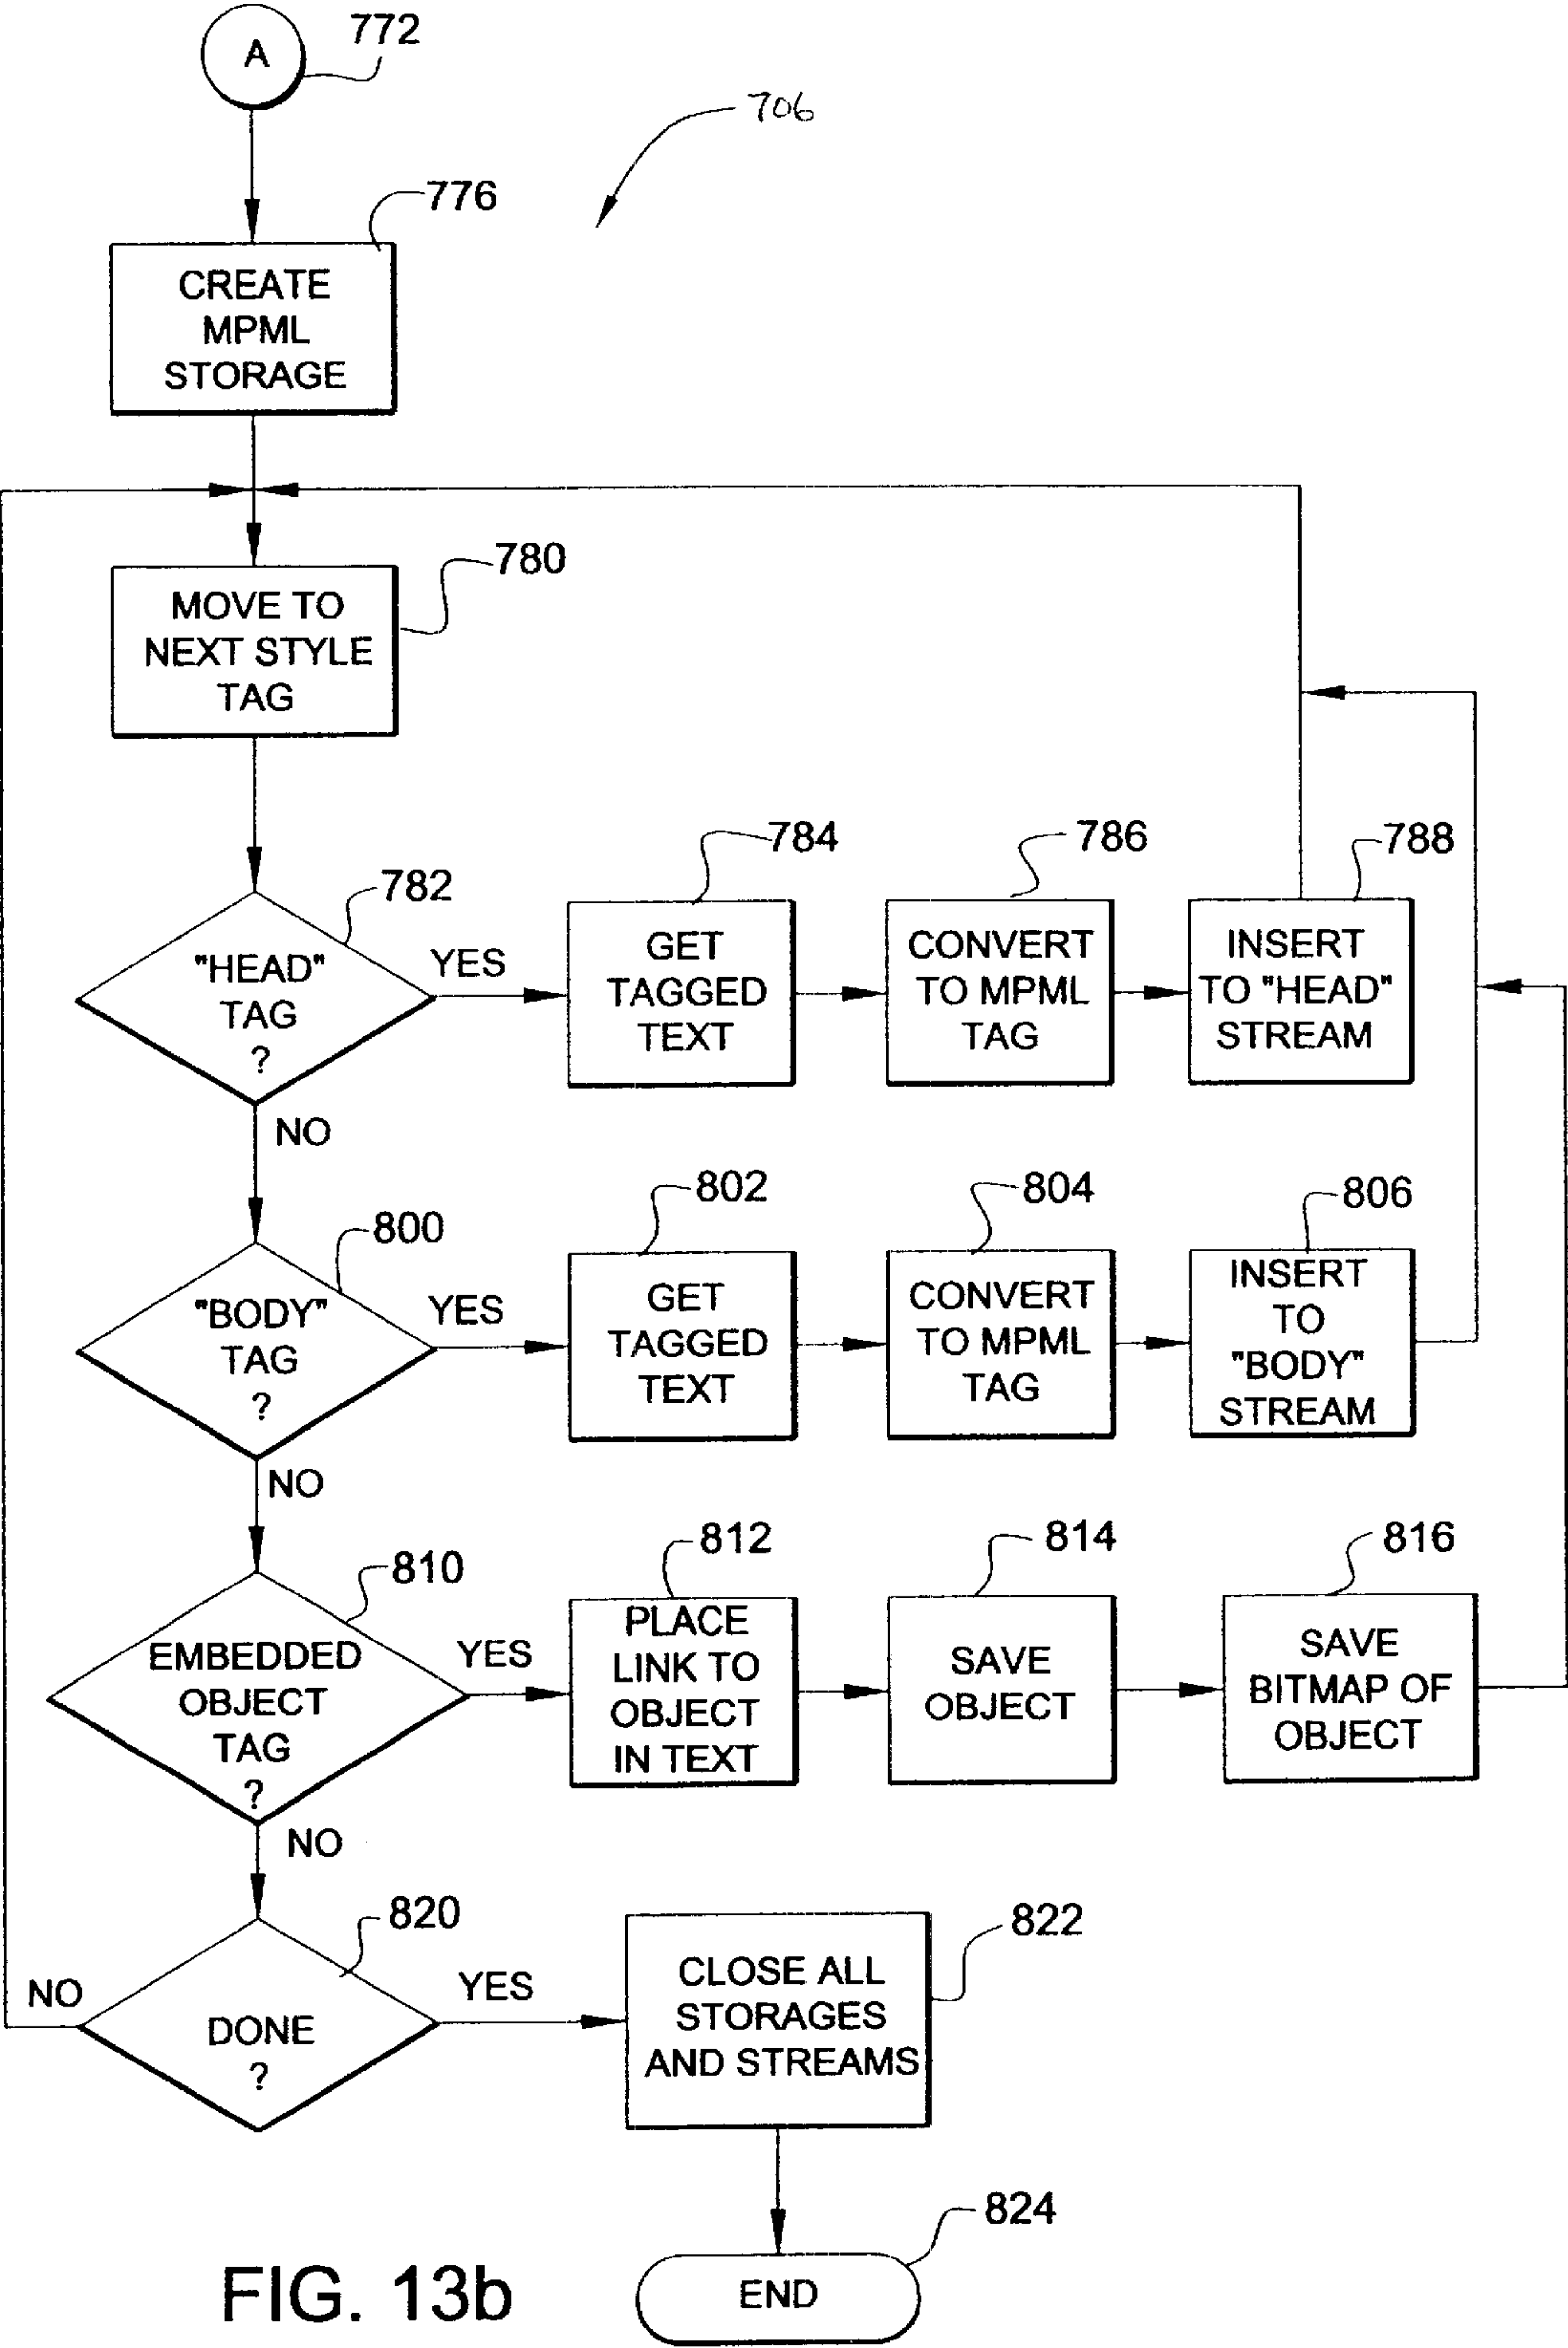 A
772
706
776
CREATE
MPML
STORAGE
780
MOVE TO
NEXT STYLE
TAG
782
"HEAD"
TAG
?
YES
NO
784
GET
TAGGED
TEXT
786
CONVERT
TO MPML
TAG
788
INSERT
TO "HEAD"
STREAM
800
"BODY"
TAG
?
YES
NO
802
GET
TAGGED
TEXT
804
CONVERT
TO MPML
TAG
806
INSERT
TO
"BODY"
STREAM
810
EMBEDDED
OBJECT
TAG
?
YES
NO
812
PLACE
LINK TO
OBJECT
IN TEXT
814
SAVE
OBJECT
816
SAVE
BITMAP OF
OBJECT
820
DONE
?
NO
YES
822
CLOSE ALL
STORAGES
AND STREAMS
824
END
FIG. 13b